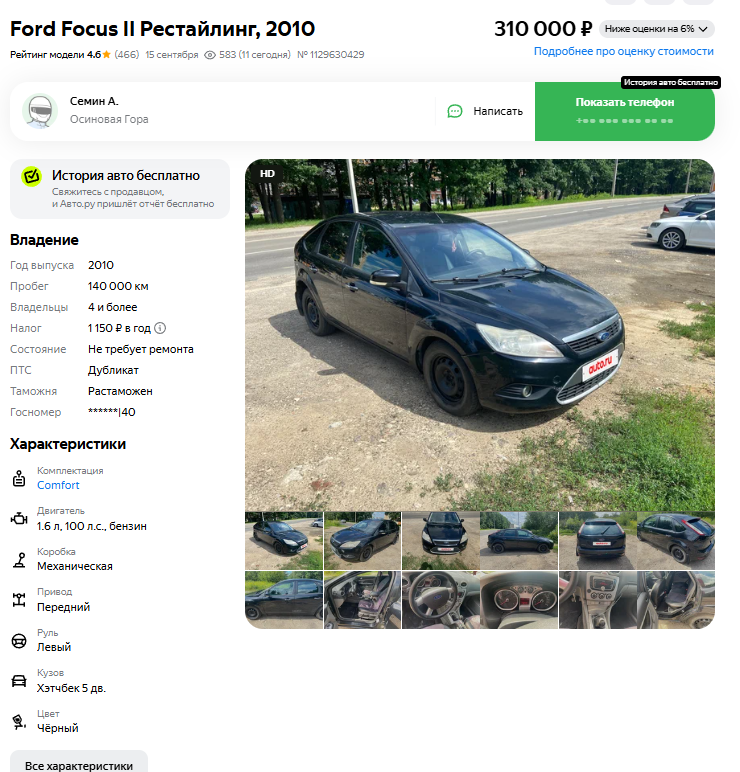 Ford Focus II Рестайлинг, 2010
310 000 ₽ Ниже оценки на 6%
Рейтинг модели 4.6 (466) 15 сентября 583 (11 сегодня) № 1129630429
Подробнее про оценку стоимости
История авто бесплатно
Семин А.
Осиновая Гора
Написать
Показать телефон
История авто бесплатно
Свяжитесь с продавцом,
и Авто.ру пришлёт отчёт бесплатно
HD
auto.ru
Владение
Год выпуска 2010
Пробег 140 000 км
Владельцы 4 и более
Налог 1 150 ₽ в год
Состояние Не требует ремонта
ПТС Дубликат
Таможня Растаможен
Госномер ******|40
Характеристики
Комплектация
Comfort
Двигатель
1.6 л, 100 л.с., бензин
Коробка
Механическая
Привод
Передний
Руль
Левый
Кузов
Хэтчбек 5 дв.
Цвет
Чёрный
Все характеристики